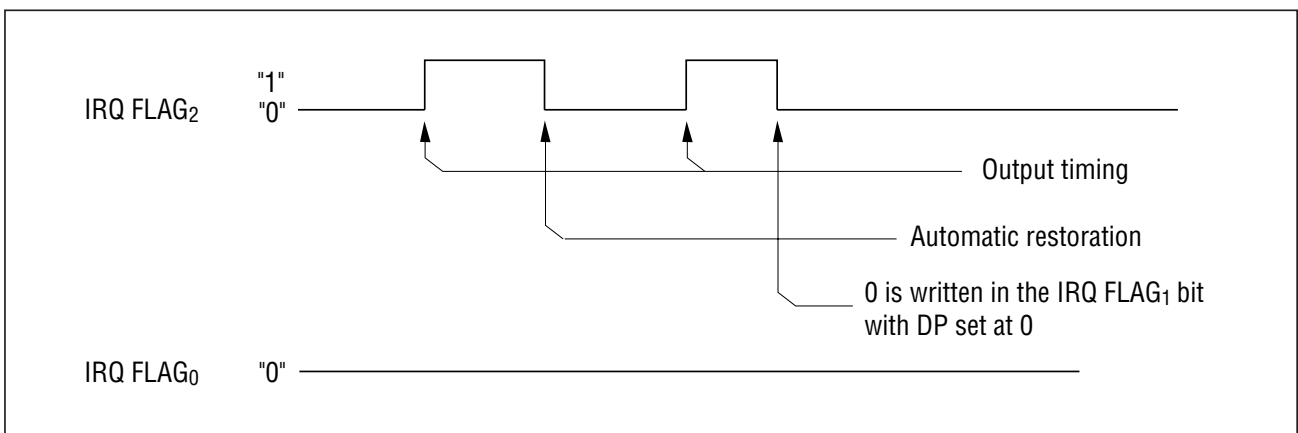 "1"
IRQ FLAG2 "0"
Output timing
Automatic restoration
0 is written in the IRQ FLAG1 bit
with DP set at 0
IRQ FLAG0 "0"